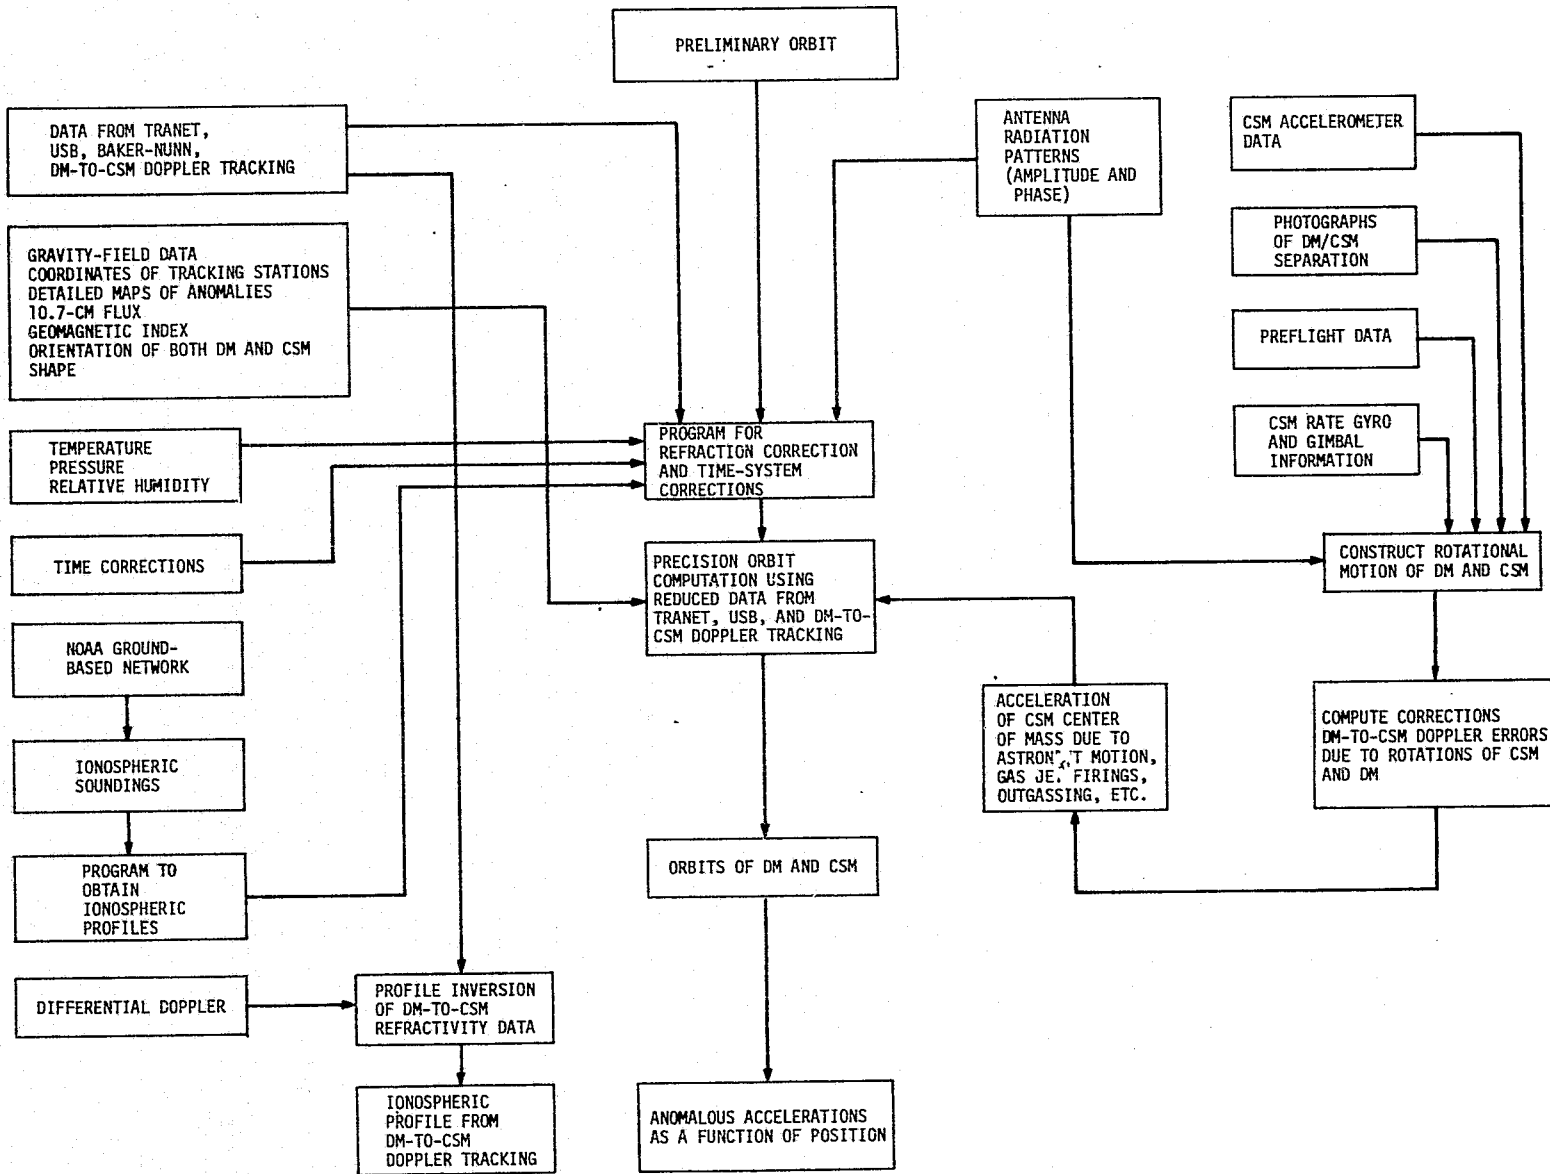 PRELIMINARY ORBIT
DATA FROM TRANET,
USB, BAKER-NUNN,
DM-TO-CSM DOPPLER TRACKING
ANTENNA
RADIATION
PATTERNS
(AMPLITUDE AND
PHASE)
CSM ACCELEROMETER
DATA
PHOTOGRAPHS
OF DM/CSM
SEPARATION
GRAVITY-FIELD DATA
COORDINATES OF TRACKING STATIONS
DETAILED MAPS OF ANOMALIES
10.7-CM FLUX
GEOMAGNETIC INDEX
ORIENTATION OF BOTH DM AND CSM
SHAPE
PREFLIGHT DATA
CSM RATE GYRO
AND GIMBAL
INFORMATION
TEMPERATURE
PRESSURE
RELATIVE HUMIDITY
PROGRAM FOR
REFRACTION CORRECTION
AND TIME-SYSTEM
CORRECTIONS
TIME CORRECTIONS
PRECISION ORBIT
COMPUTATION USING
REDUCED DATA FROM
TRANET, USB, AND DM-TO-
CSM DOPPLER TRACKING
CONSTRUCT ROTATIONAL
MOTION OF DM AND CSM
NOAA GROUND-
BASED NETWORK
ACCELERATION
OF CSM CENTER
OF MASS DUE TO
MOTION,
GAS FIRINGS,
OUTGASSING, ETC.
COMPUTE CORRECTIONS
DM-TO-CSM DOPPLER ERRORS
DUE TO ROTATIONS OF CSM
AND DM
IONOSPHERIC
SOUNDINGS
ORBITS OF DM AND CSM
PROGRAM TO
OBTAIN
IONOSPHERIC
PROFILES
DIFFERENTIAL DOPPLER
PROFILE INVERSION
OF DM-TO-CSM
REFRACTIVITY DATA
IONOSPHERIC
PROFILE FROM
DM-TO-CSM
DOPPLER TRACKING
ANOMALOUS ACCELERATIONS
AS A FUNCTION OF POSITION